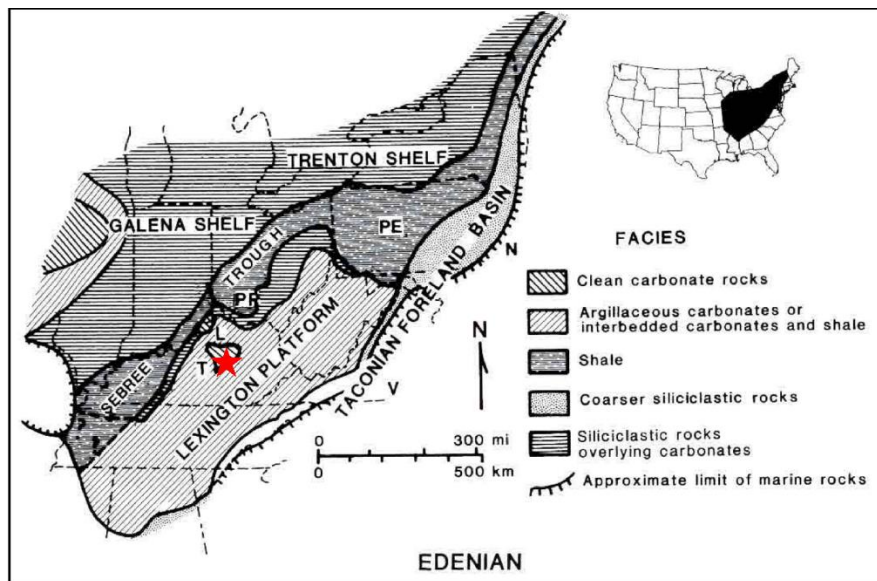 TRENTON SHELF
GALENA SHELF
TROUGH
PE
PF
L
T
SEBREE
LEXINGTON PLATFORM
TACONIAN FORELAND BASIN
N
V
N
0 300 mi
0 500 km
FACIES
Clean carbonate rocks
Argillaceous carbonates or
interbedded carbonates and shale
Shale
Coarser siliciclastic rocks
Siliciclastic rocks
overlying carbonates
Approximate limit of marine rocks
EDENIAN